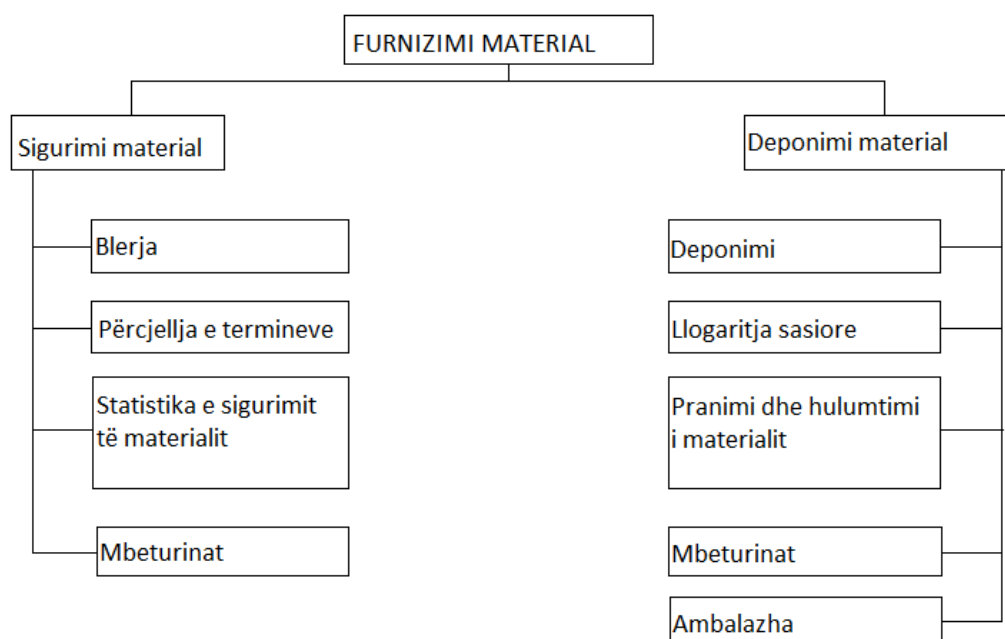 FURNIZIMI MATERIAL
Sigurimi material
Deponimi material
Blerja
Deponimi
Përcjellja e termineve
Llogaritja sasiore
Statistika e sigurimit
të materialit
Pranimi dhe hulumtimi
i materialit
Mbeturinat
Mbeturinat
Ambalazha